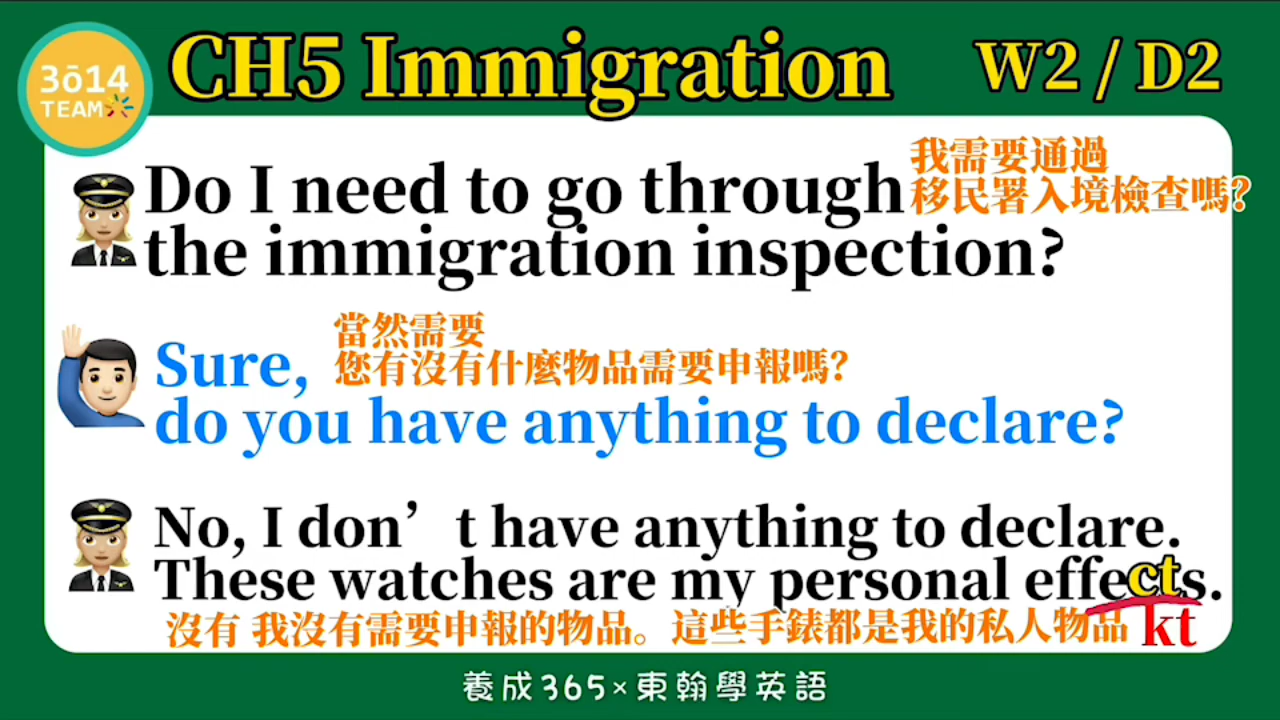 3ō14
TEAM
CH5 Immigration
W2 / D2
我需要通過
移民署入境檢查嗎?
Do I need to go through
the immigration inspection?
當然需要
您有沒有什麼物品需要申報嗎?
Sure,
do you have anything to declare?
No, I don’t have anything to declare.
These watches are my personal effects.
沒有 我沒有需要申報的物品。這些手錶都是我的私人物品
kt
養成365×東翰學英語